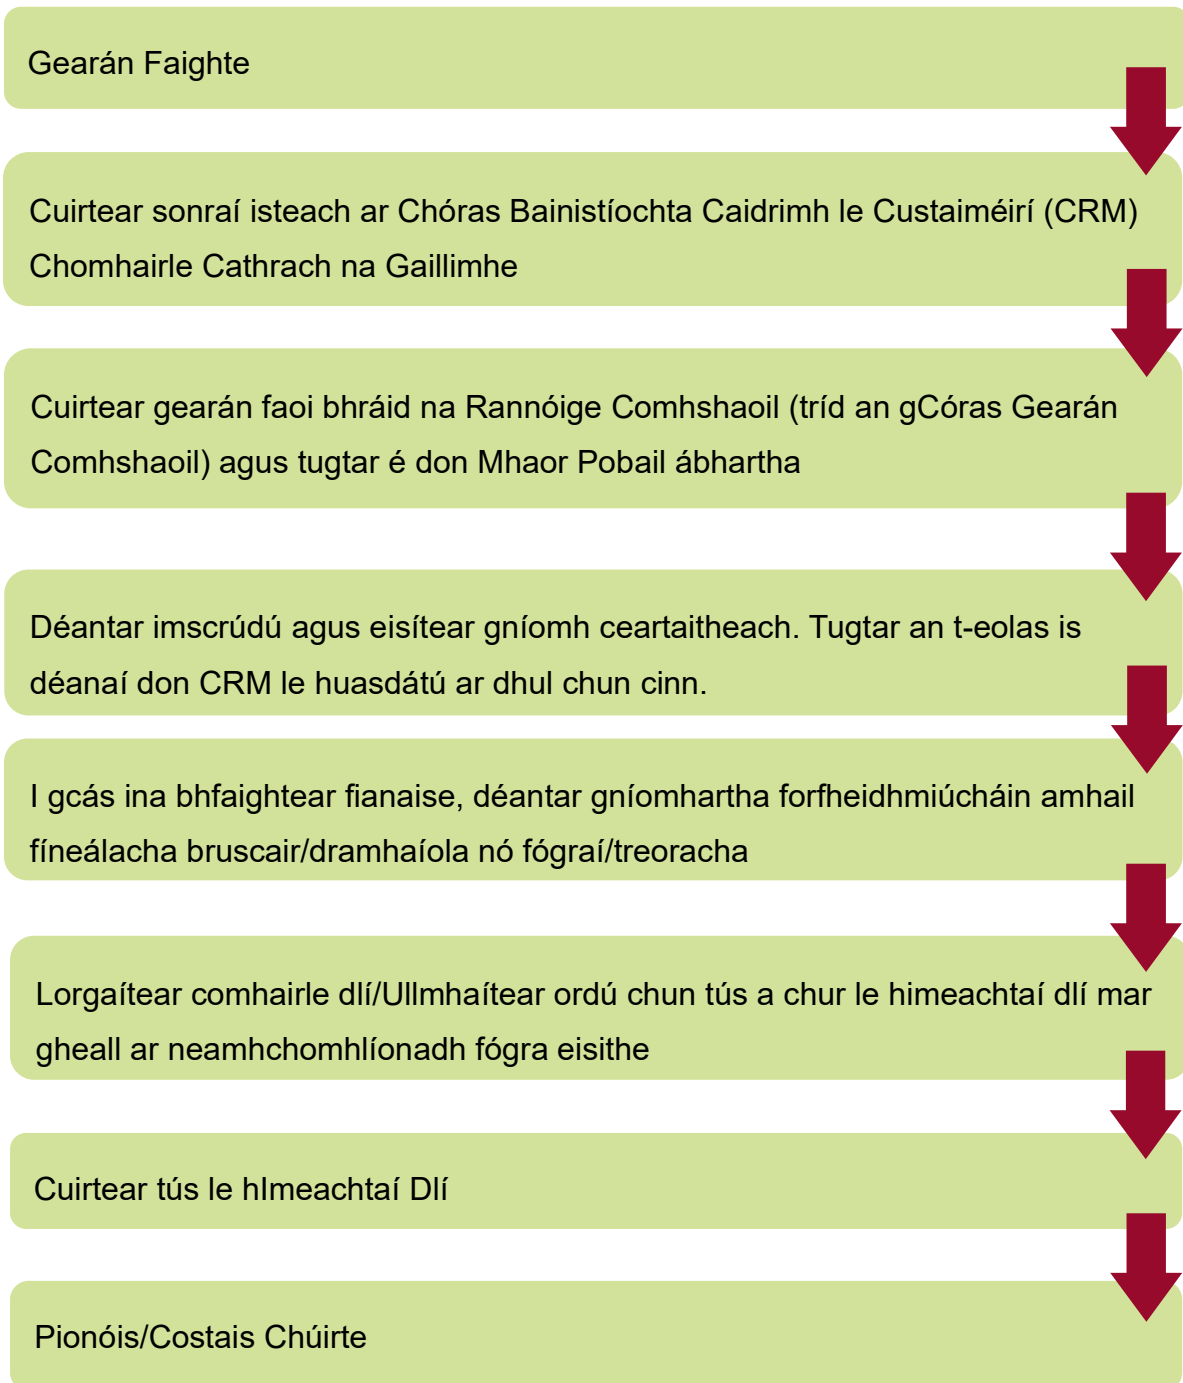 Gearán Faighte
Cuirtear sonraí isteach ar Chóras Bainistíochta Caidrimh le Custaiméirí (CRM)
Chomhairle Cathrach na Gaillimhe
Cuirtear gearán faoi bhráid na Rannóige Comhshaoil (tríd an gCóras Gearán
Comhshaoil) agus tugtar é don Mhaor Pobail ábhartha
Déantar imscrúdú agus eisítear gníomh ceartaitheach. Tugtar an t-eolas is
déanaí don CRM le huasdátú ar dhul chun cinn.
I gcás ina bhfaightear fianaise, déantar gníomhartha forfheidhmiúcháin amhail
fíneálacha bruscair/dramhaíola nó fógraí/treoracha
Lorgaítear comhairle dlí/Ullmhaítear ordú chun tús a chur le himeachtaí dlí mar
gheall ar neamhchomhlíonadh fógra eisithe
Cuirtear tús le hImeachtaí Dlí
Pionóis/Costais Chúirte